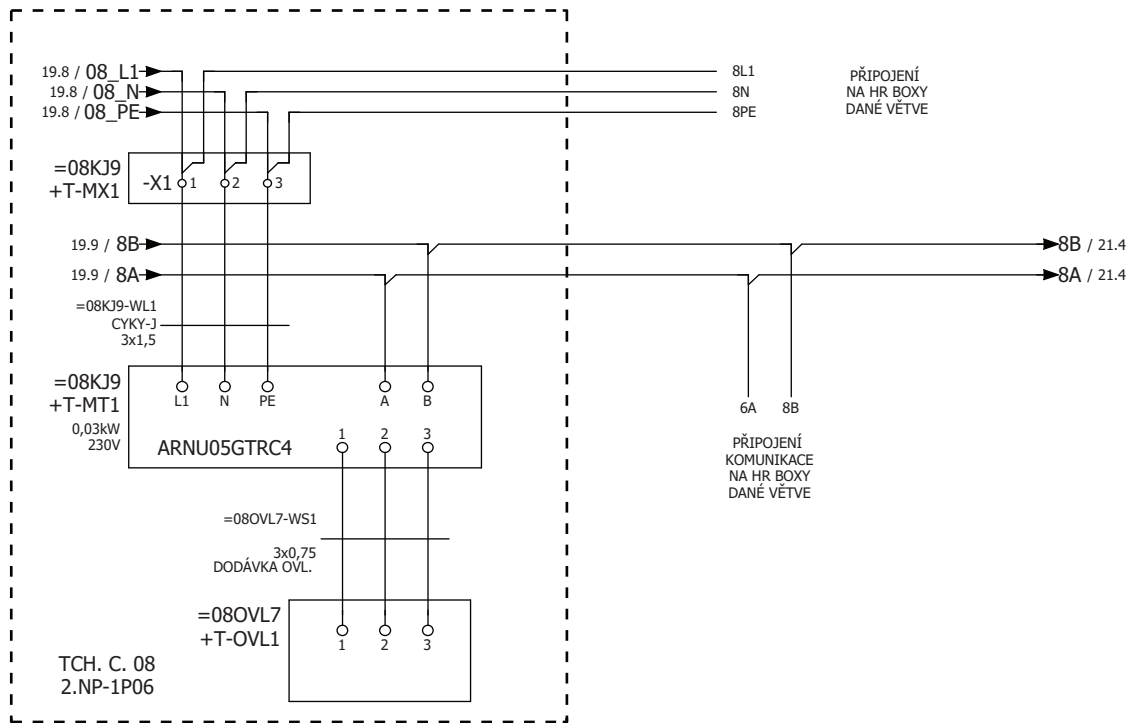 19.8 / 08_L1
19.8 / 08_N
19.8 / 08_PE
8L1
8N
8PE
PŘIPOJENÍ
NA HR BOXY
DANÉ VĚTVE
=08KJ9
+T-MX1
-X1 1 2 3
19.9 / 8B
8B / 21.4
19.9 / 8A
8A / 21.4
=08KJ9-WL1
CYKY-J
3x1,5
=08KJ9
+T-MT1
0,03kW
230V
L1 N PE A B
ARNU05GTRC4
1 2 3
6A 8B
PŘIPOJENÍ
KOMUNIKACE
NA HR BOXY
DANÉ VĚTVE
=08OVL7-WS1
3x0,75
DODÁVKA OVL.
=08OVL7
+T-OVL1
1 2 3
TCH. C. 08
2.NP-1P06